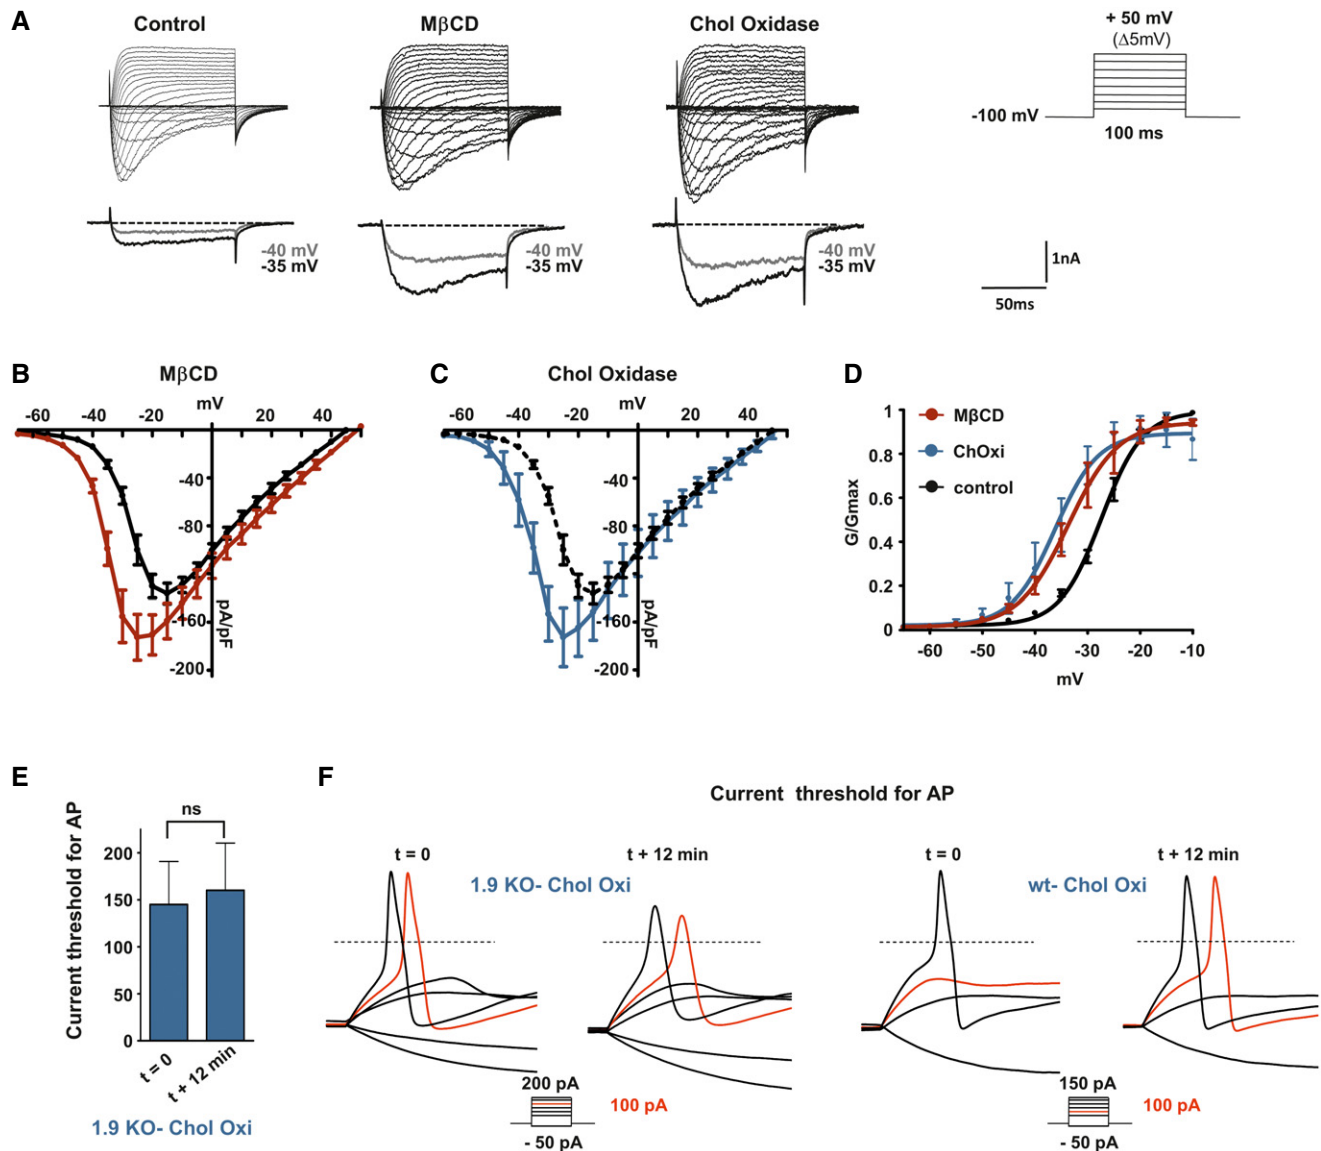 A
Control
MβCD
Chol Oxidase
+ 50 mV
(Δ5mV)
-100 mV
100 ms
-40 mV
-35 mV
-40 mV
-35 mV
-40 mV
-35 mV
1nA
50ms
B
MβCD
mV
-60 -20 20 40
-40
-80
-160
-200
pA/pF
C
Chol Oxidase
mV
-60 -20 20 40
-40
-80
-160
-200
pA/pF
D
MβCD
ChOxi
control
G/Gmax
1
0.8
0.6
0.4
0.2
0
-60 -50 -40 -30 -20 -10
mV
E
ns
Current threshold for AP
200
150
100
50
0
t = 0
t + 12 min
1.9 KO- Chol Oxi
F
Current threshold for AP
t = 0
t + 12 min
1.9 KO- Chol Oxi
200 pA
100 pA
- 50 pA
t = 0
t + 12 min
wt- Chol Oxi
150 pA
100 pA
- 50 pA